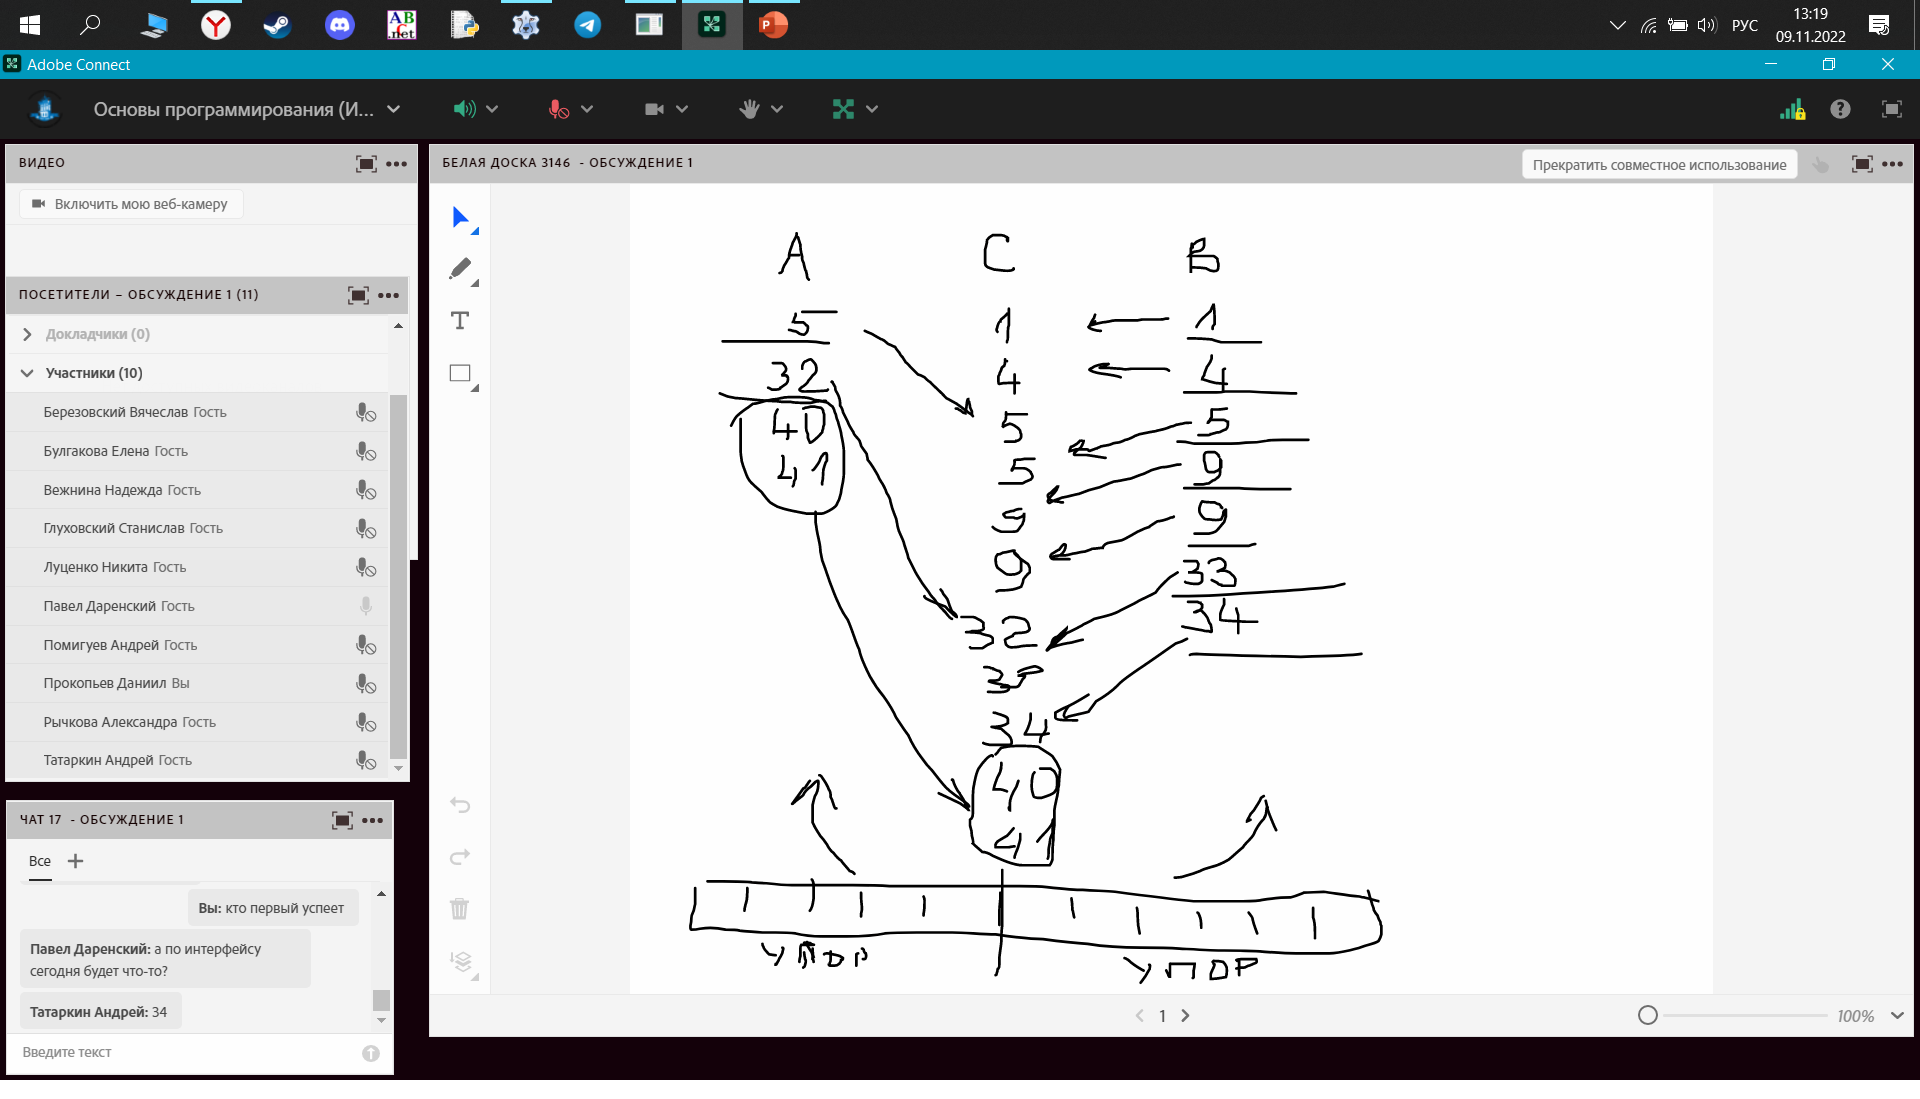 AB
C
.net
РУС
13:19
09.11.2022
Adobe Connect
Основы программирования (И...
ВИДЕО
Включить мою веб-камеру
ПОСЕТИТЕЛИ – ОБСУЖДЕНИЕ 1 (11)
Докладчики (0)
Участники (10)
Березовский Вячеслав Гость
Булгакова Елена Гость
Вежнина Надежда Гость
Глуховский Станислав Гость
Луценко Никита Гость
Павел Даренский Гость
Помигуев Андрей Гость
Прокопьев Даниил Вы
Рычкова Александра Гость
Татаркин Андрей Гость
ЧАТ 17 - ОБСУЖДЕНИЕ 1
Все
Вы: кто первый успеет
Павел Даренский: а по интерфейсу
сегодня будет что-то?
Татаркин Андрей: 34
Введите текст
БЕЛАЯ ДОСКА 3146 - ОБСУЖДЕНИЕ 1
Прекратить совместное использование
A C B
5 1 1
32 4 4
40 5 5
41 5 9
9 9
9 33
32 34
33
34
40
41
упор упор
1
100%